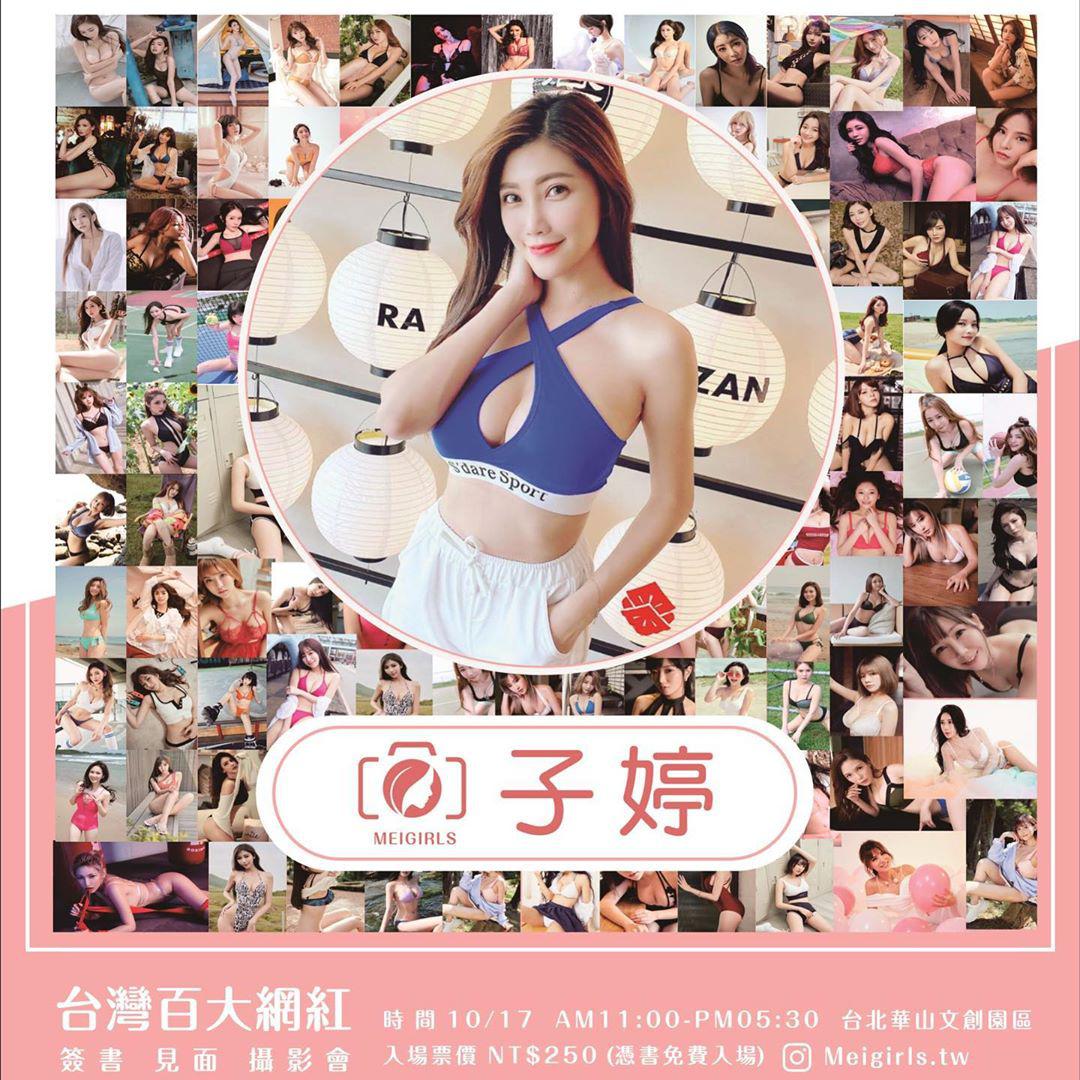 RA
ZAN
S'dare Sport
MEIGIRLS
子婷
台灣百大網紅
簽書 見面 攝影會
時間10/17 AM11:00-PM05:30 台北華山文創園區
入場票價 NT$250 (憑書免費入場) Meigirls.tw